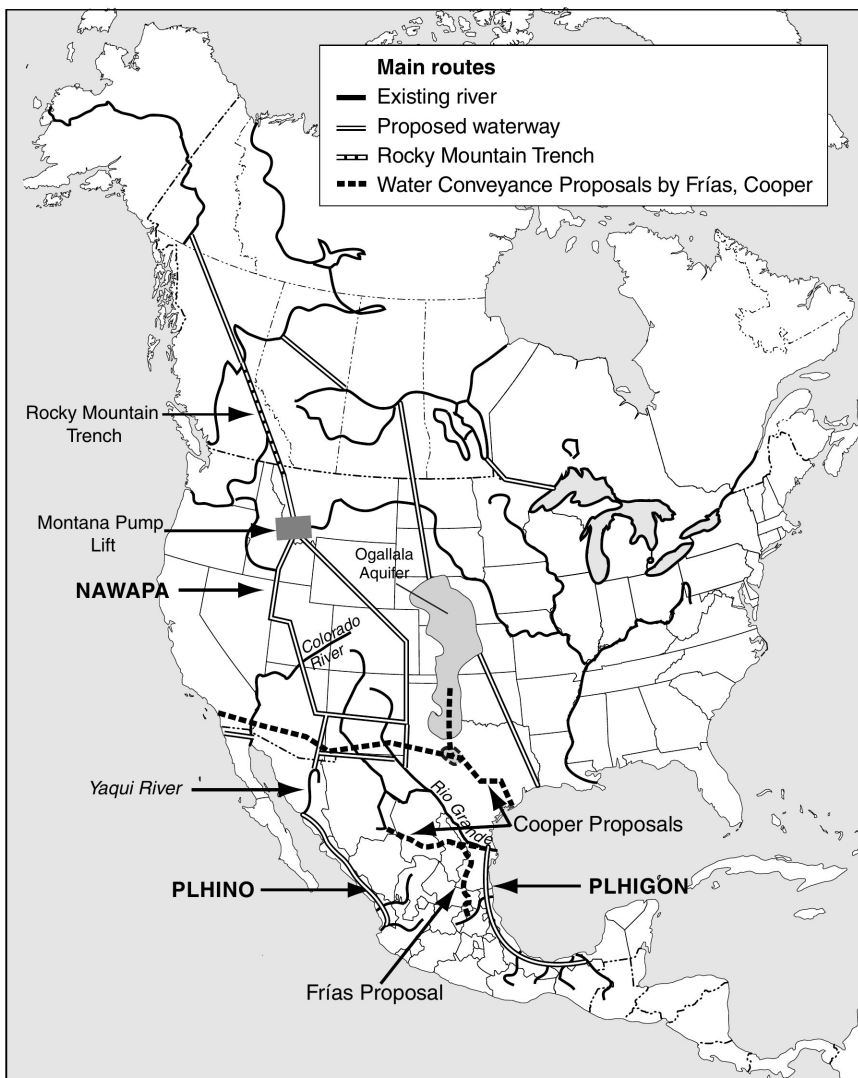 Main routes
Existing river
Proposed waterway
Rocky Mountain Trench
Water Conveyance Proposals by Frías, Cooper
Rocky Mountain
Trench
Montana Pump
Lift
Ogallala
Aquifer
NAWAPA
Colorado
River
Yaqui River
Rio Grande
Cooper Proposals
PLHINO
PLHIGON
Frías Proposal